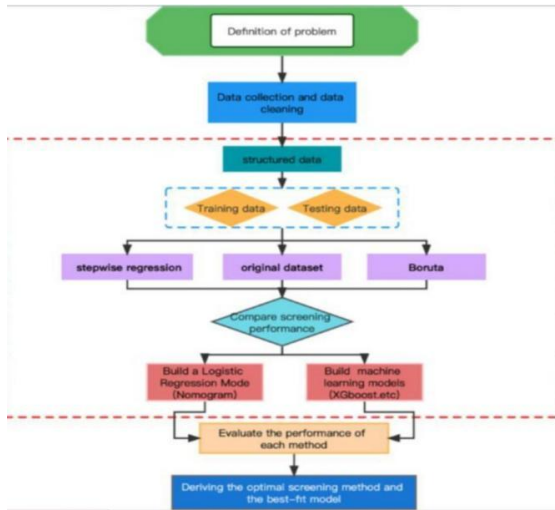 Definition of problem
Data collection and data
cleaning
structured data
Training data
Testing data
stepwise regression
original dataset
Boruta
Compare screening
performance
Build a Logistic
Regression Mode
(Nomogram)
Build machine
learning models
(XGboost.etc)
Evaluate the performance of
each method
Deriving the optimal screening method and
the best-fit model